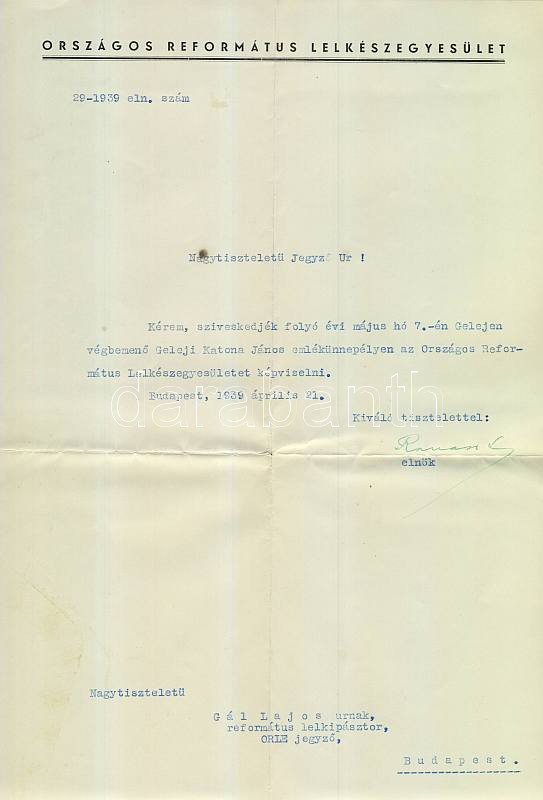 ORSZÁGOS REFORMÁTUS LELKÉSZEGYESÜLET
29-1939 eln. szám
Nagytiszteletü Jegyző Ur !
Kérem, sziveskedjék folyó évi május hó 7.-én Gelejen
végbemenő Geleji Katona János emlékünnepélyen az Országos Refor-
mátus Lelkészegyesületet képviselni.
Budapest, 1939 április 21.
darabanth
Kiváló tisztelettel:
elnök
Nagytiszteletü
Gál Lajos urnak,
református lelkipásztor,
ORLE jegyző,
Budapest.